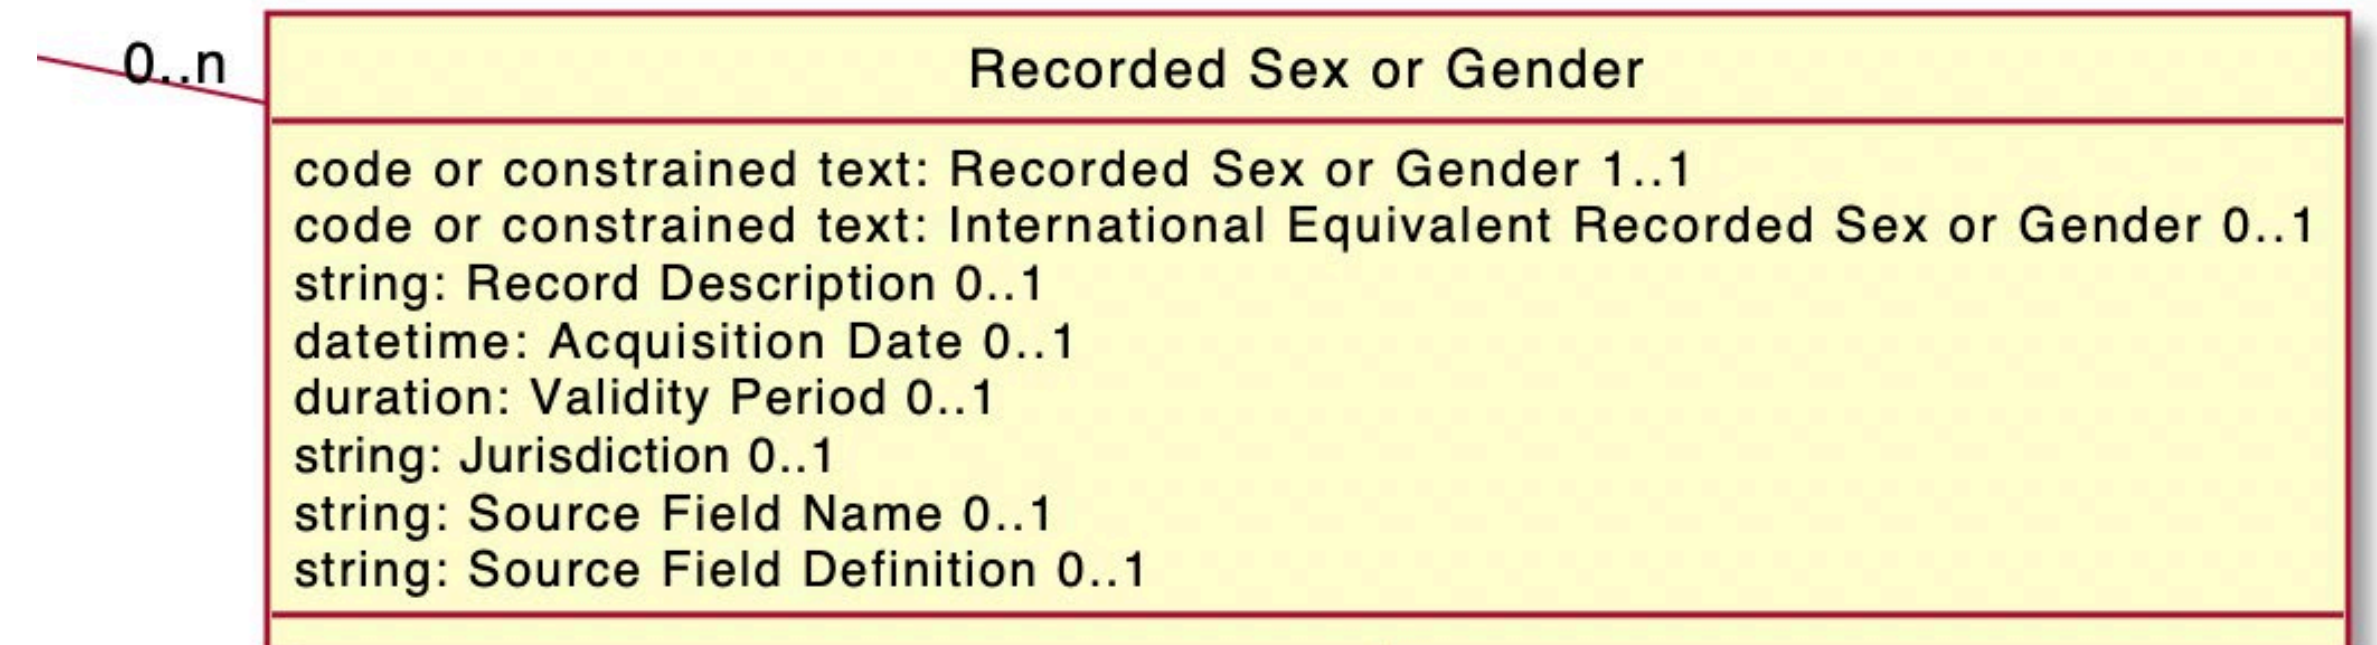 0..n
Recorded Sex or Gender
code or constrained text: Recorded Sex or Gender 1..1
code or constrained text: International Equivalent Recorded Sex or Gender 0..1
string: Record Description 0..1
datetime: Acquisition Date 0..1
duration: Validity Period 0..1
string: Jurisdiction 0..1
string: Source Field Name 0..1
string: Source Field Definition 0..1